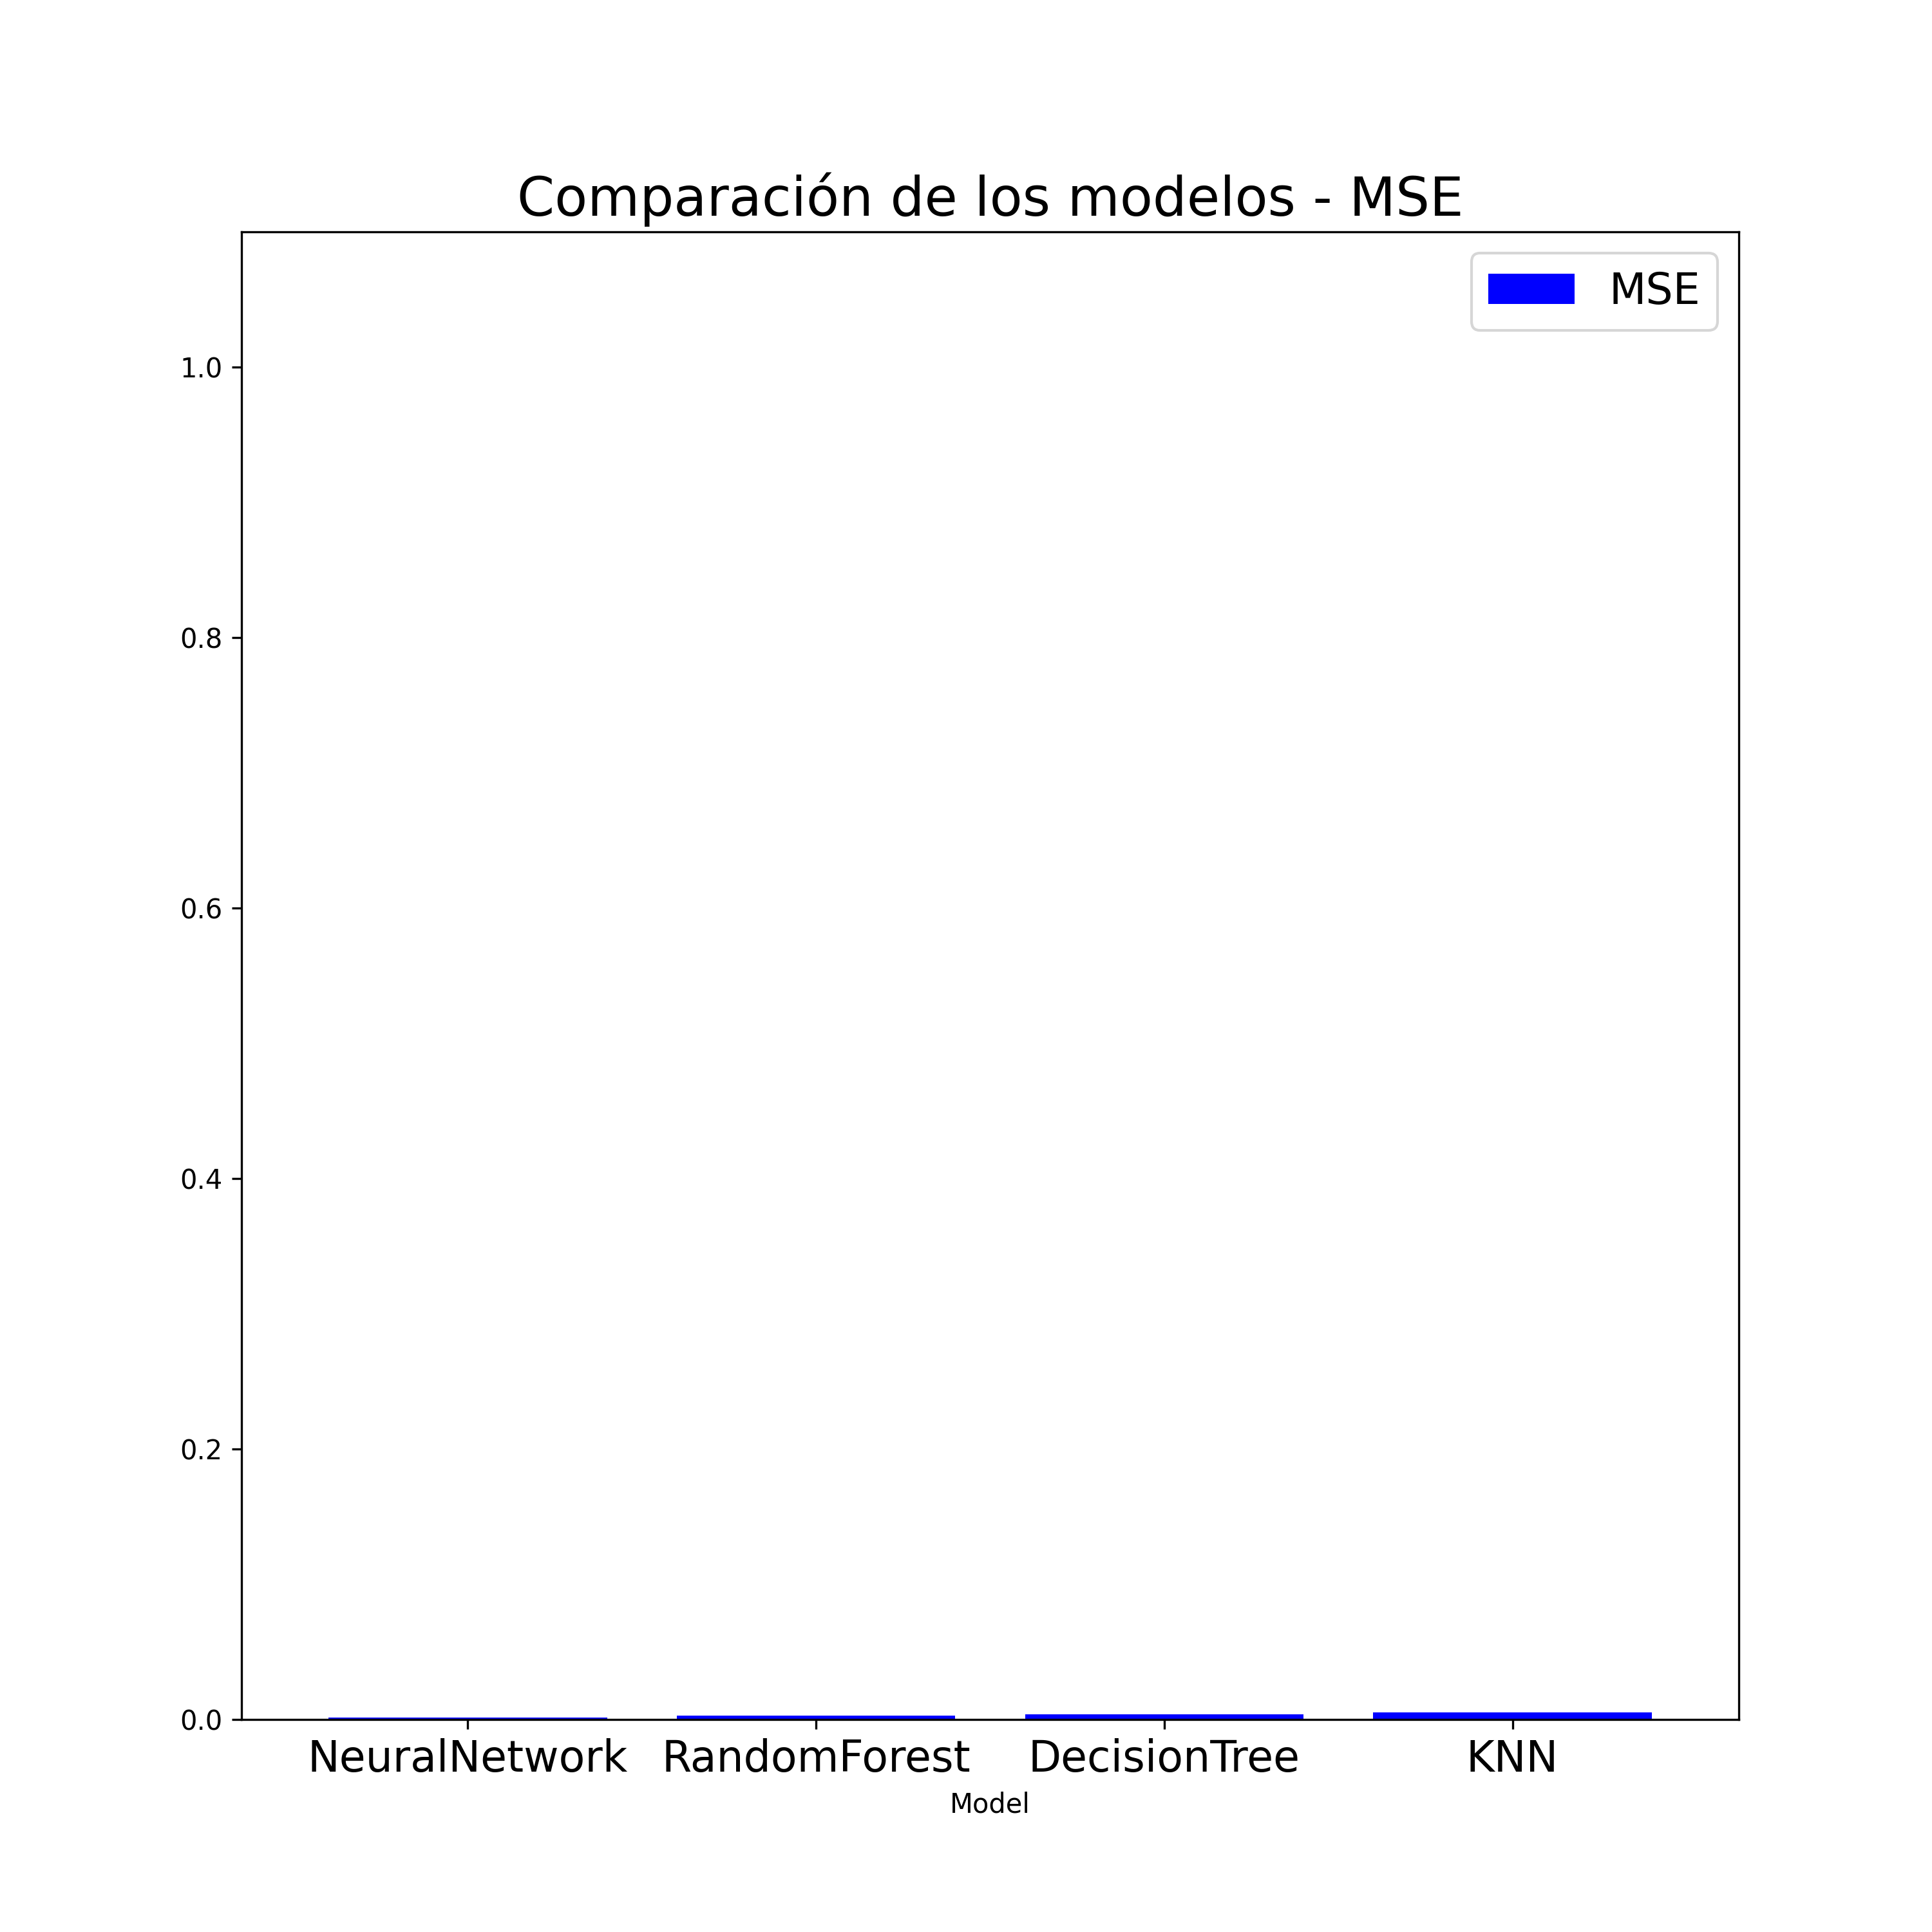 Comparación de los modelos - MSE
MSE
1.0
0.8
0.6
0.4
0.2
0.0
NeuralNetwork RandomForest DecisionTree KNN
Model